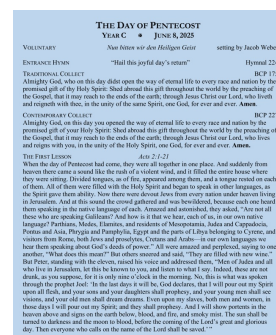 THE DAY OF PENTECOST
YEAR C ✦ JUNE 8, 2025
VOLUNTARY Nun bitten wir den Heiligen Geist setting by Jacob Webe
ENTRANCE HYMN “Hail this joyful day’s return” Hymnal 22
TRADITIONAL COLLECT BCP 17
Almighty God, who on this day didst open the way of eternal life to every race and nation by the
promised gift of thy Holy Spirit: Shed abroad this gift throughout the world by the preaching of
the Gospel, that it may reach to the ends of the earth; through Jesus Christ our Lord, who liveth
and reigneth with thee, in the unity of the same Spirit, one God, for ever and ever. Amen.
CONTEMPORARY COLLECT BCP 22
Almighty God, on this day you opened the way of eternal life to every race and nation by the
promised gift of your Holy Spirit: Shed abroad this gift throughout the world by the preaching of
the Gospel, that it may reach to the ends of the earth; through Jesus Christ our Lord, who lives
and reigns with you, in the unity of the Holy Spirit, one God, for ever and ever. Amen.
THE FIRST LESSON Acts 2:1-21
When the day of Pentecost had come, they were all together in one place. And suddenly from
heaven there came a sound like the rush of a violent wind, and it filled the entire house where
they were sitting. Divided tongues, as of fire, appeared among them, and a tongue rested on each
of them. All of them were filled with the Holy Spirit and began to speak in other languages, as
the Spirit gave them ability. Now there were devout Jews from every nation under heaven living
in Jerusalem. And at this sound the crowd gathered and was bewildered, because each one heard
them speaking in the native language of each. Amazed and astonished, they asked, “Are not all
these who are speaking Galileans? And how is it that we hear, each of us, in our own native
language? Parthians, Medes, Elamites, and residents of Mesopotamia, Judea and Cappadocia,
Pontus and Asia, Phrygia and Pamphylia, Egypt and the parts of Libya belonging to Cyrene, and
visitors from Rome, both Jews and proselytes, Cretans and Arabs—in our own languages we
hear them speaking about God’s deeds of power.” All were amazed and perplexed, saying to one
another, “What does this mean?” But others sneered and said, “They are filled with new wine.”
But Peter, standing with the eleven, raised his voice and addressed them, “Men of Judea and all
who live in Jerusalem, let this be known to you, and listen to what I say. Indeed, these are not
drunk, as you suppose, for it is only nine o’clock in the morning. No, this is what was spoken
through the prophet Joel: ‘In the last days it will be, God declares, that I will pour out my Spirit
upon all flesh, and your sons and your daughters shall prophesy, and your young men shall see
visions, and your old men shall dream dreams. Even upon my slaves, both men and women, in
those days I will pour out my Spirit; and they shall prophesy. And I will show portents in the
heaven above and signs on the earth below, blood, and fire, and smoky mist. The sun shall be
turned to darkness and the moon to blood, before the coming of the Lord’s great and glorious
day. Then everyone who calls on the name of the Lord shall be saved.’ ”